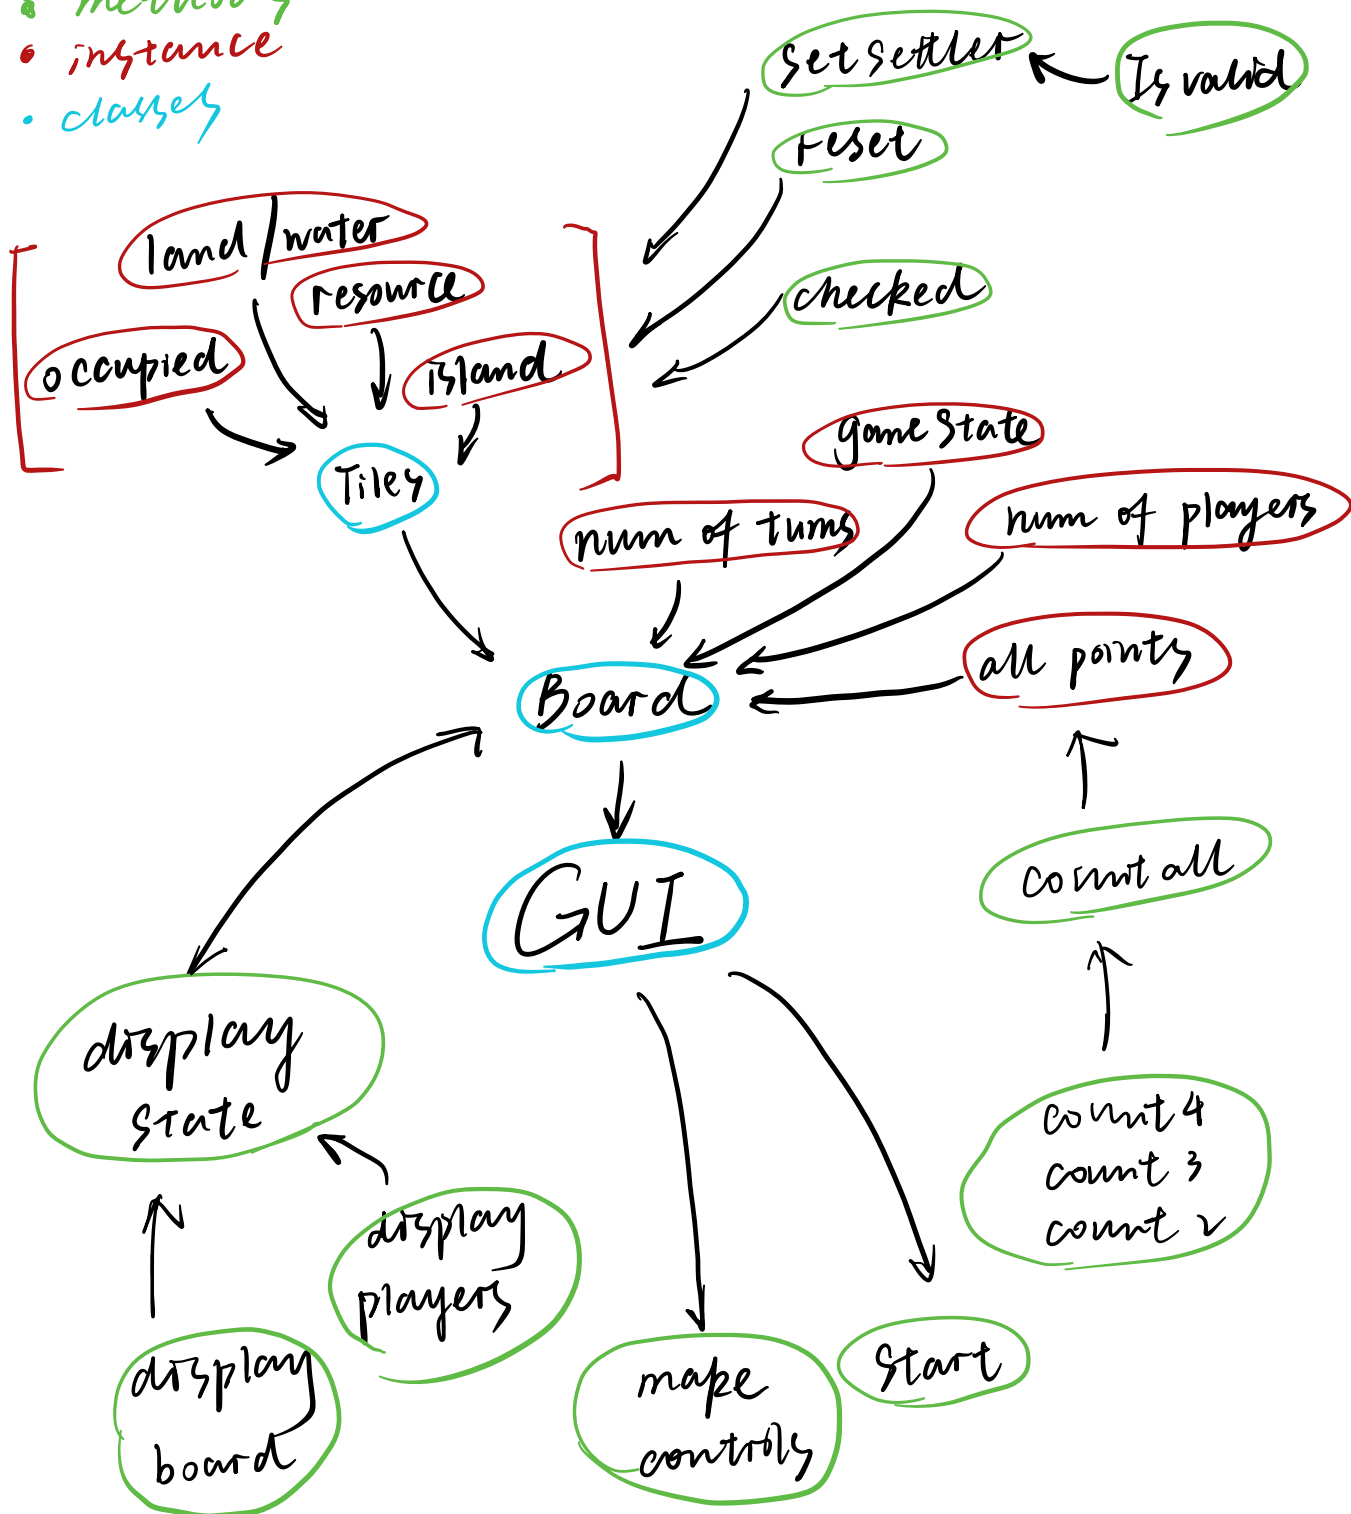 • methods
• instance
• classes
set settler
Is valid
reset
land / water
resource
checked
occupied
island
game state
Tiles
num of players
num of turns
all points
Board
count all
GUI
display
state
count 4
count 3
count 2
display
players
display
board
make
controls
start